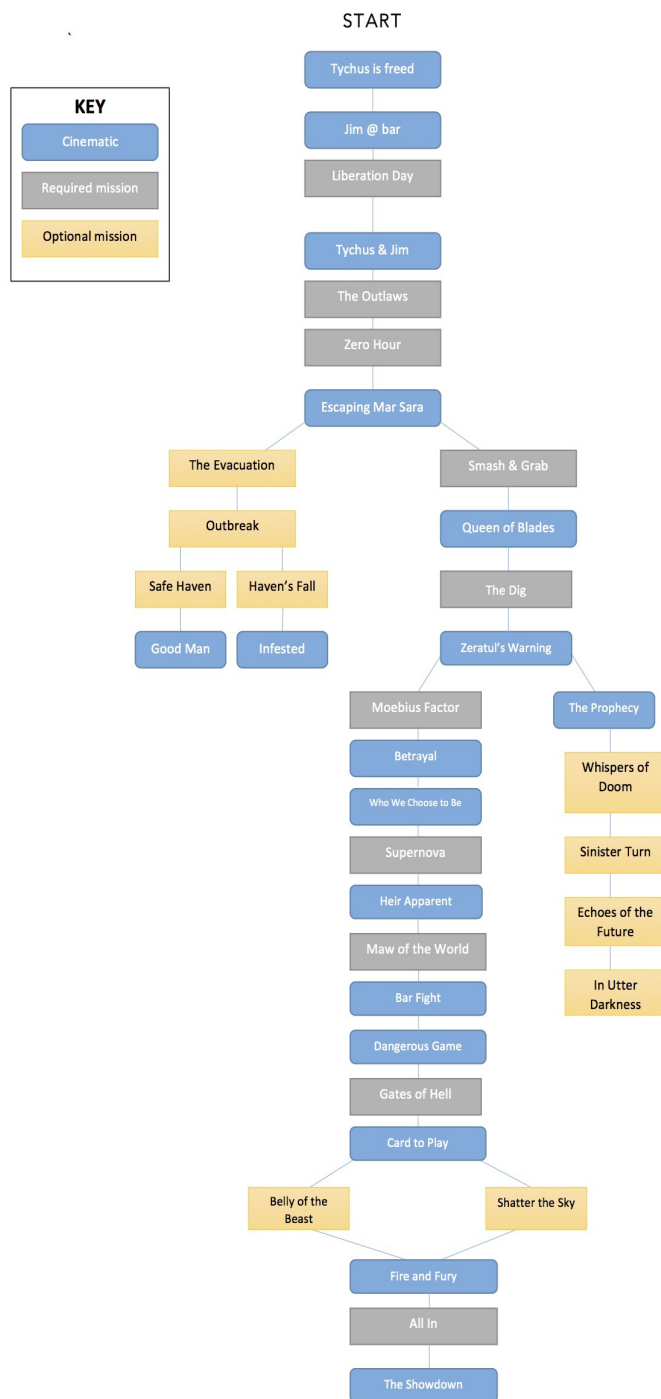 START
KEY
Cinematic
Required mission
Optional mission
Tychus is freed
Jim @ bar
Liberation Day
Tychus & Jim
The Outlaws
Zero Hour
Escaping Mar Sara
The Evacuation
Smash & Grab
Outbreak
Queen of Blades
Safe Haven
Haven's Fall
The Dig
Good Man
Infested
Zeratul's Warning
Moebius Factor
The Prophecy
Betrayal
Whispers of
Doom
Who We Choose to Be
Supernova
Sinister Turn
Heir Apparent
Echoes of the
Future
Maw of the World
Bar Fight
In Utter
Darkness
Dangerous Game
Gates of Hell
Card to Play
Belly of the
Beast
Shatter the Sky
Fire and Fury
All In
The Showdown